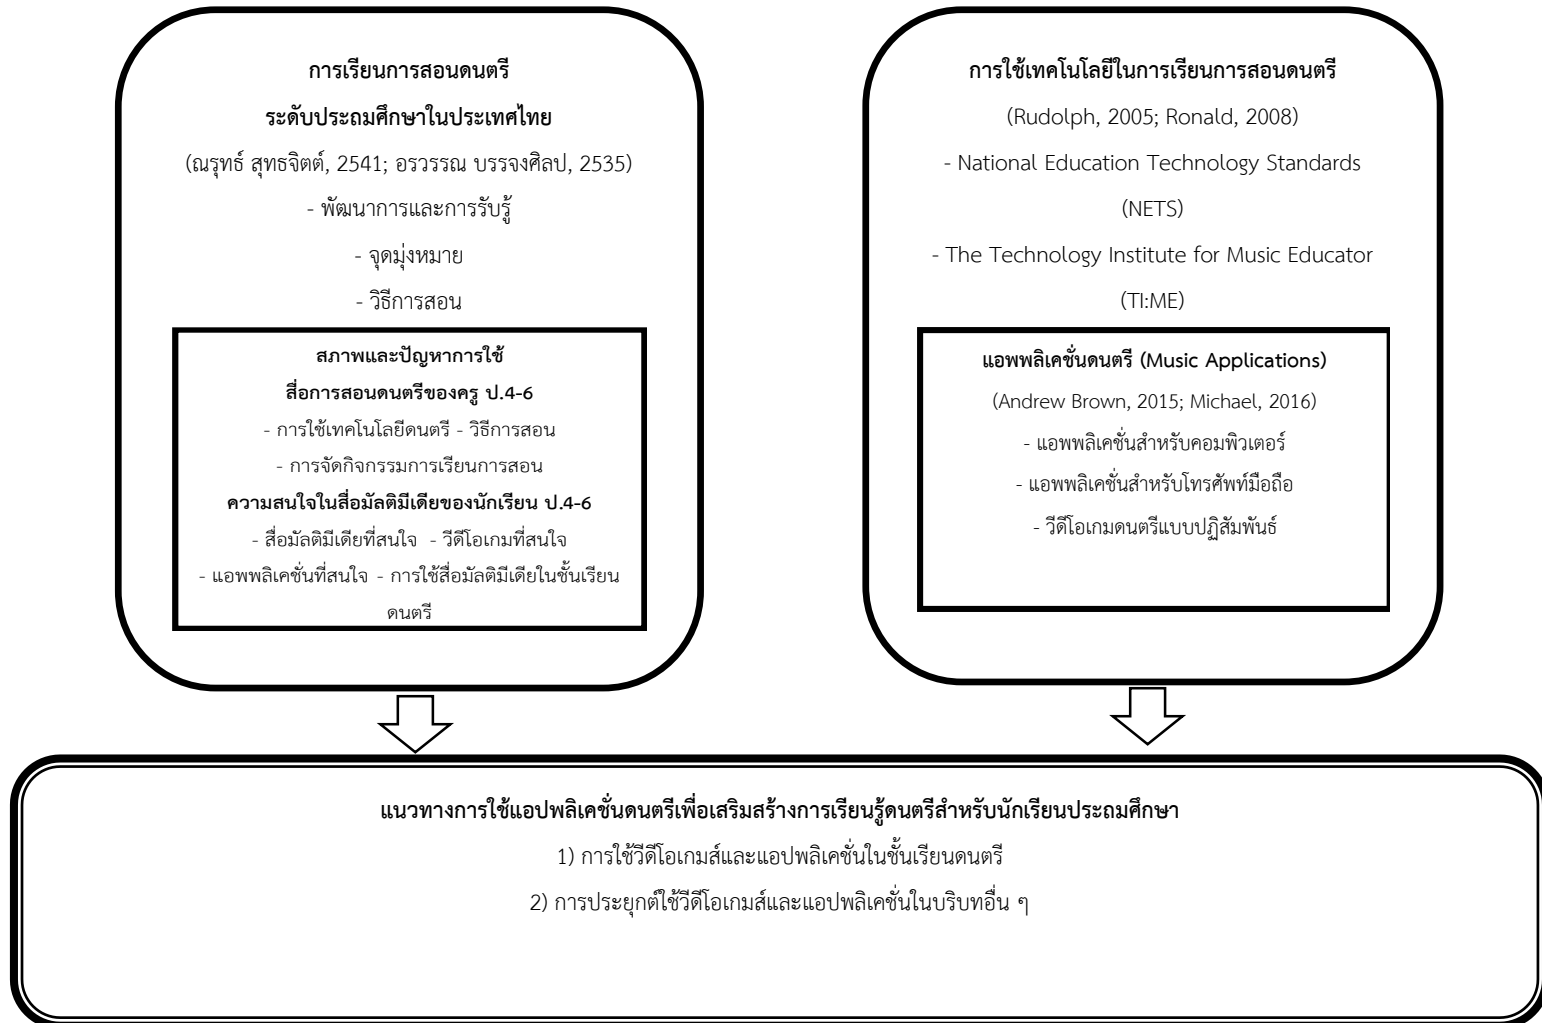 การเรียนการสอนดนตรี
ระดับประถมศึกษาในประเทศไทย
(ณรุทธ์ สุทธจิตต์, 2541; อรวรรณ บรรจงศิลป, 2535)
- พัฒนาการและการรับรู้
- จุดมุ่งหมาย
- วิธีการสอน
สภาพและปัญหาการใช้
สื่อการสอนดนตรีของครู ป.4-6
- การใช้เทคโนโลยีดนตรี - วิธีการสอน
- การจัดกิจกรรมการเรียนการสอน
ความสนใจในสื่อมัลติมีเดียของนักเรียน ป.4-6
- สื่อมัลติมีเดียที่สนใจ - วีดีโอเกมที่สนใจ
- แอพพลิเคชั่นที่สนใจ - การใช้สื่อมัลติมีเดียในชั้นเรียน
ดนตรี
การใช้เทคโนโลยีในการเรียนการสอนดนตรี
(Rudolph, 2005; Ronald, 2008)
- National Education Technology Standards
(NETS)
- The Technology Institute for Music Educator
(TI:ME)
แอพพลิเคชั่นดนตรี (Music Applications)
(Andrew Brown, 2015; Michael, 2016)
- แอพพลิเคชั่นสำหรับคอมพิวเตอร์
- แอพพลิเคชั่นสำหรับโทรศัพท์มือถือ
- วีดีโอเกมดนตรีแบบปฏิสัมพันธ์
แนวทางการใช้แอปพลิเคชั่นดนตรีเพื่อเสริมสร้างการเรียนรู้ดนตรีสำหรับนักเรียนประถมศึกษา
1) การใช้วีดีโอเกมส์และแอปพลิเคชั่นในชั้นเรียนดนตรี
2) การประยุกต์ใช้วีดีโอเกมส์และแอปพลิเคชั่นในบริบทอื่น ๆ